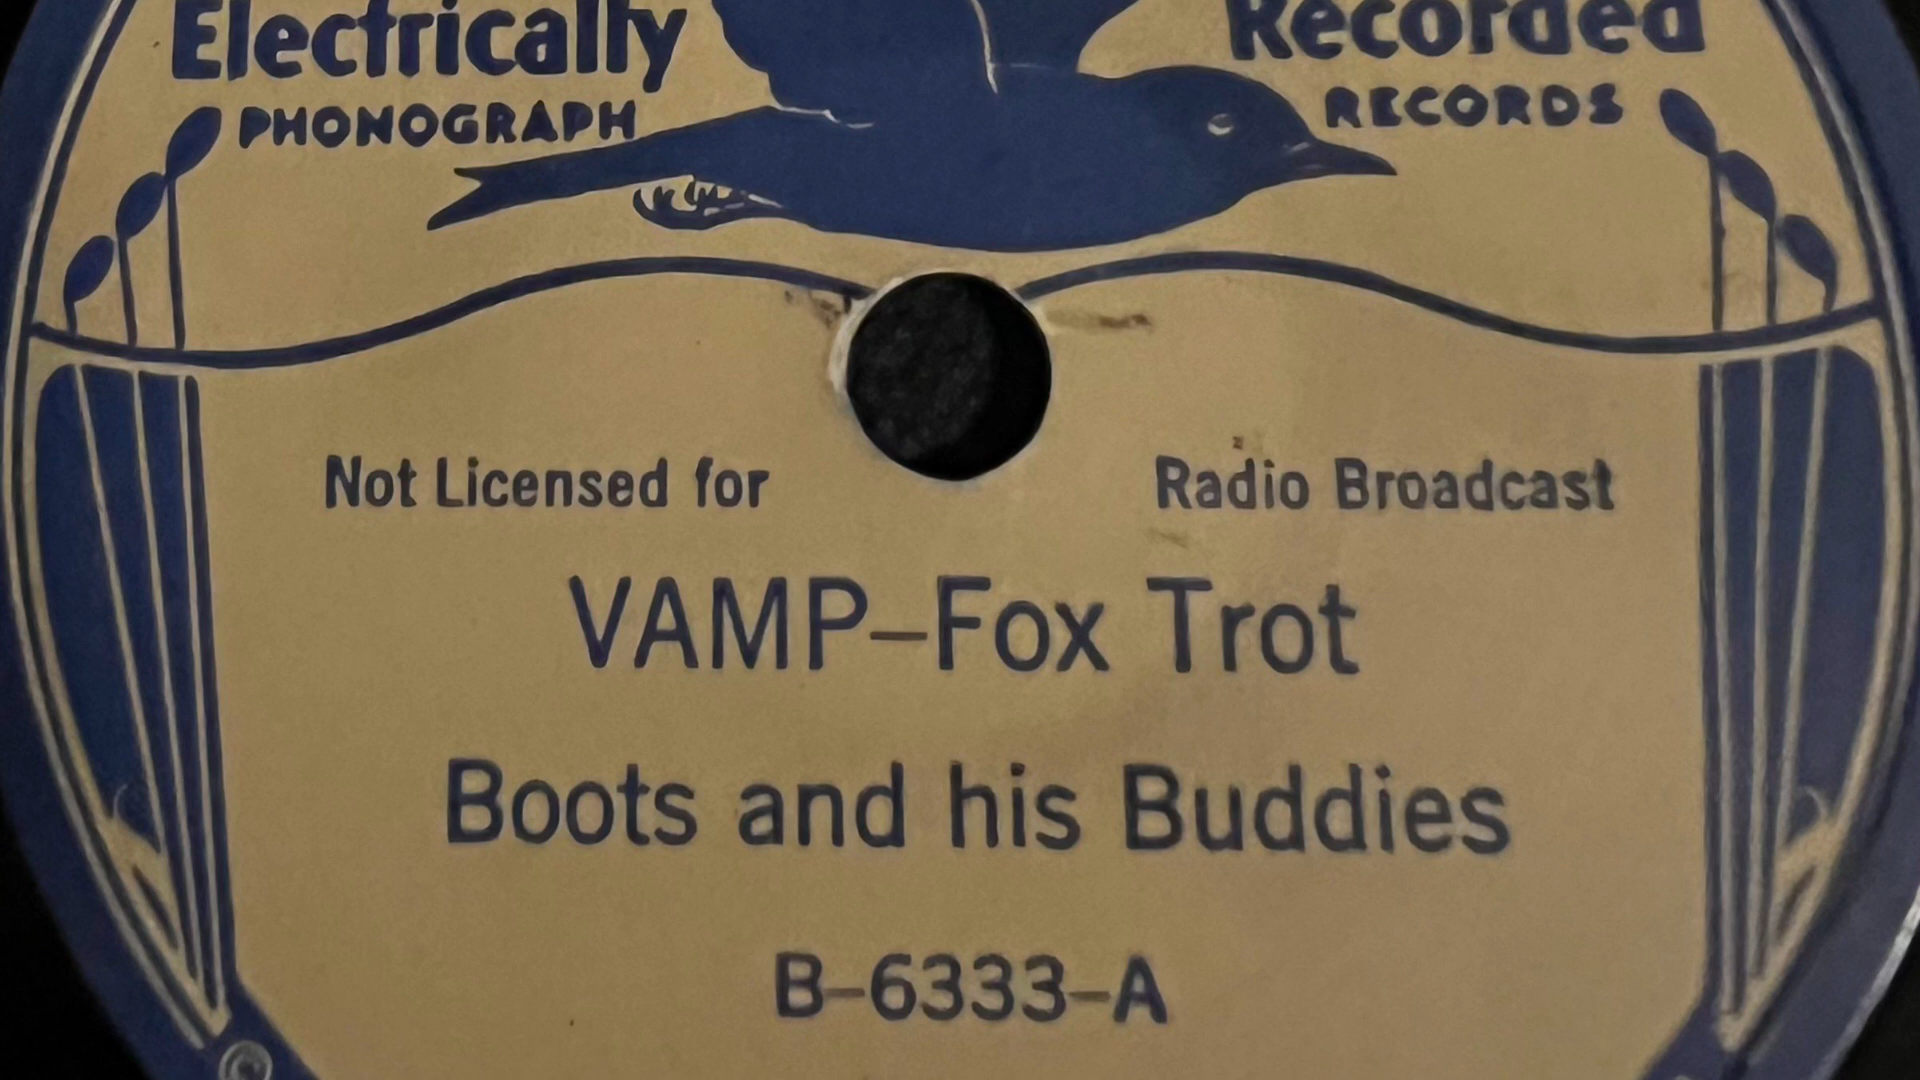 Electrically Recorded
PHONOGRAPH RECORDS
Not Licensed for Radio Broadcast
VAMP-Fox Trot
Boots and his Buddies
B-6333-A